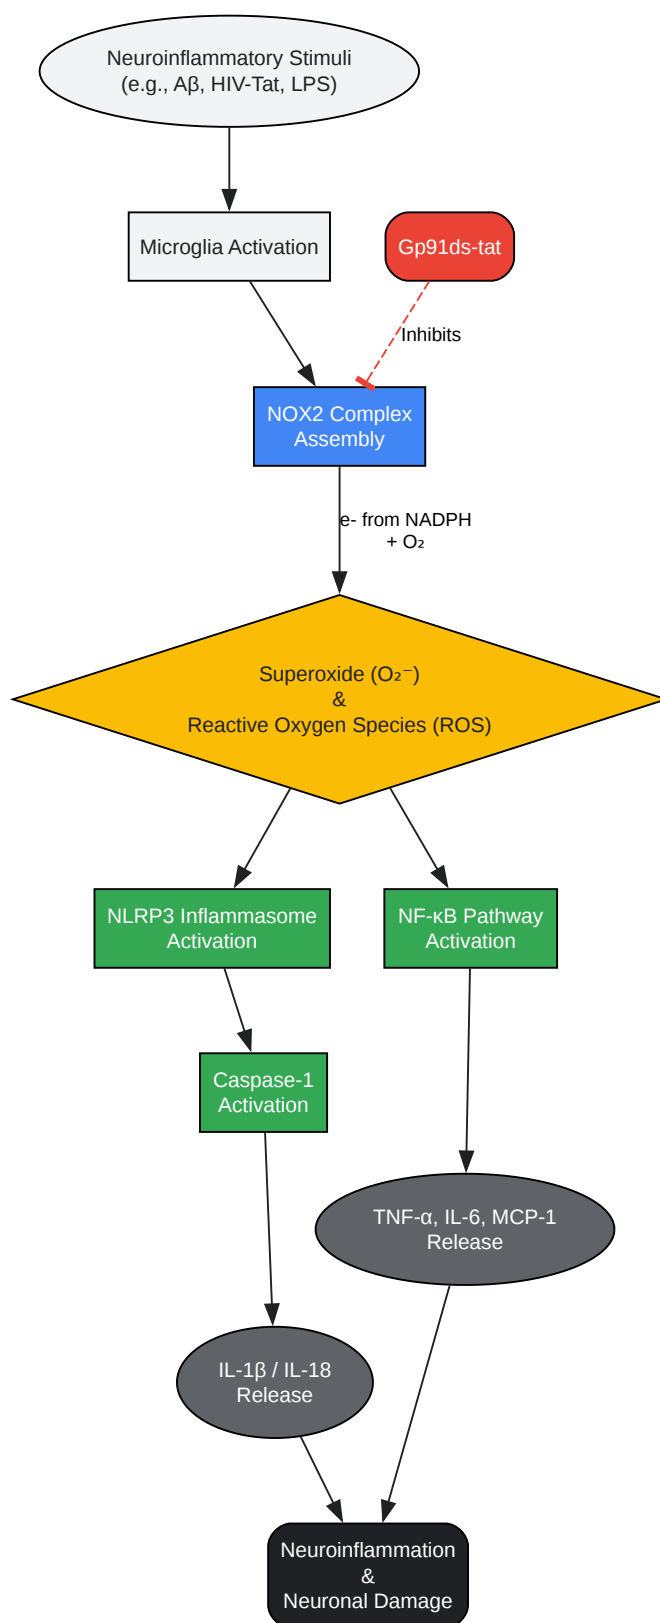 Neuroinflammatory Stimuli
(e.g., Aβ, HIV-Tat, LPS)
Microglia Activation
Gp91ds-tat
Inhibits
NOX2 Complex
Assembly
e- from NADPH
+ O₂
Superoxide (O₂⁻)
&
Reactive Oxygen Species (ROS)
NLRP3 Inflammasome
Activation
NF-κB Pathway
Activation
Caspase-1
Activation
TNF-α, IL-6, MCP-1
Release
IL-1β / IL-18
Release
Neuroinflammation
&
Neuronal Damage